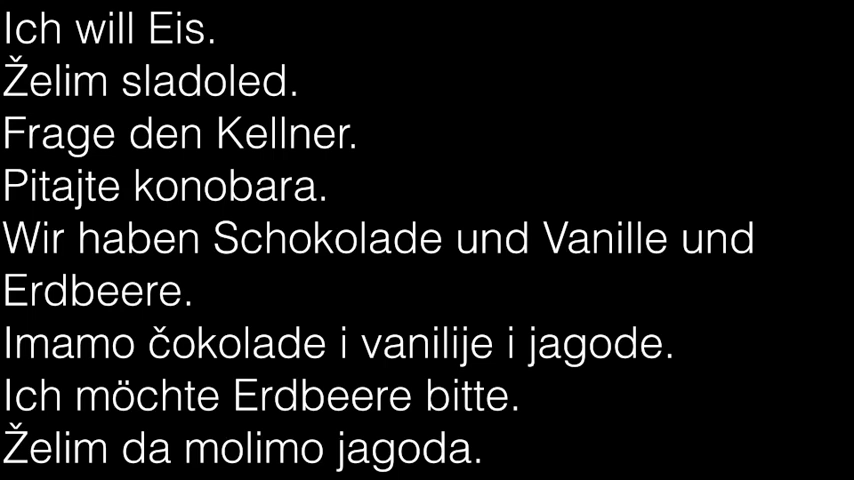 Ich will Eis.
Želim sladoled.
Frage den Kellner.
Pitajte konobara.
Wir haben Schokolade und Vanille und
Erdbeere.
Imamo čokolade i vanilije i jagode.
Ich möchte Erdbeere bitte.
Želim da molimo jagoda.